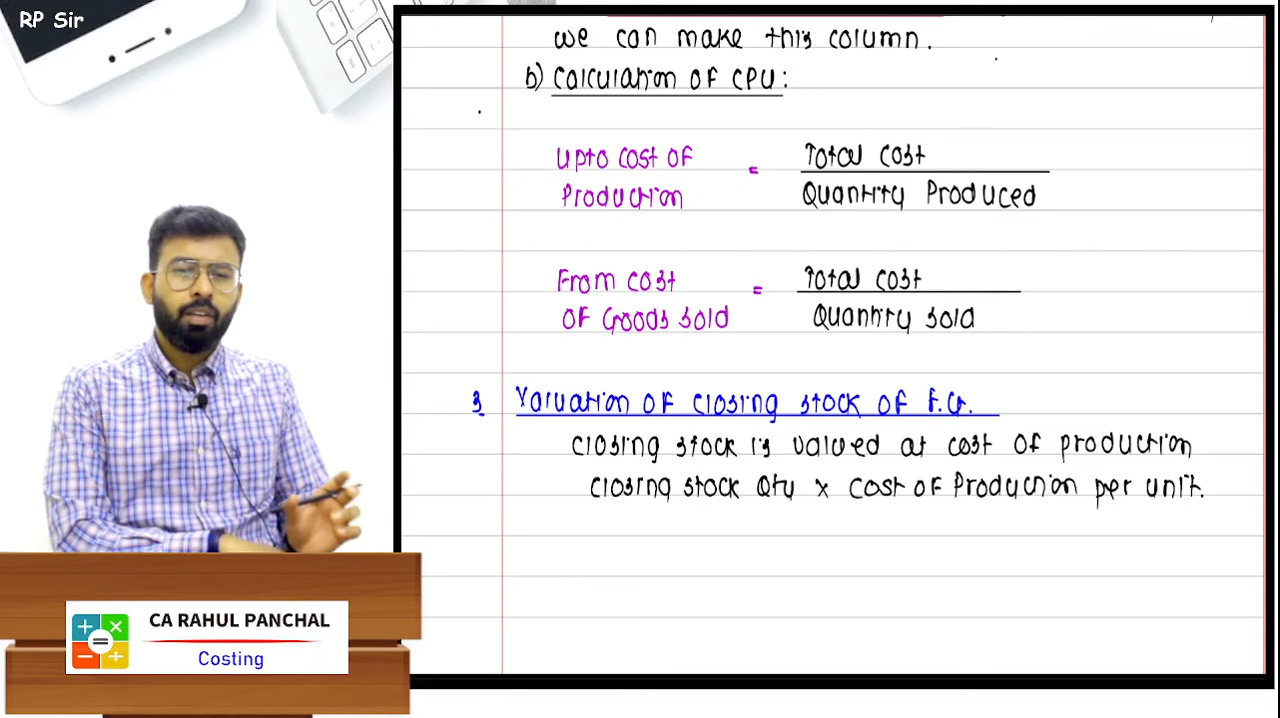 RP Sir
we can make this column.
b) Calculation of CPU:
Upto cost of Production = Total cost / Quantity Produced
From cost of Goods sold = Total cost / Quantity sold
3 Valuation of closing stock of F.G.
closing stock is valued at cost of production
closing stock Qty x cost of Production per unit.
CA RAHUL PANCHAL
Costing